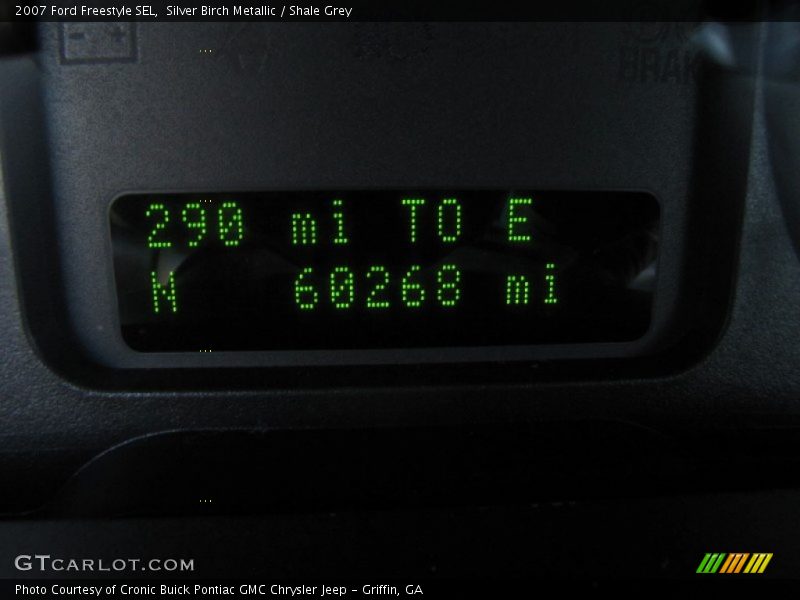 2007 Ford Freestyle SEL,  Silver Birch Metallic / Shale Grey
BRAK
290 mi TO E
W 60268 mi
GTCARLOT.COM
Photo Courtesy of Cronic Buick Pontiac GMC Chrysler Jeep - Griffin, GA